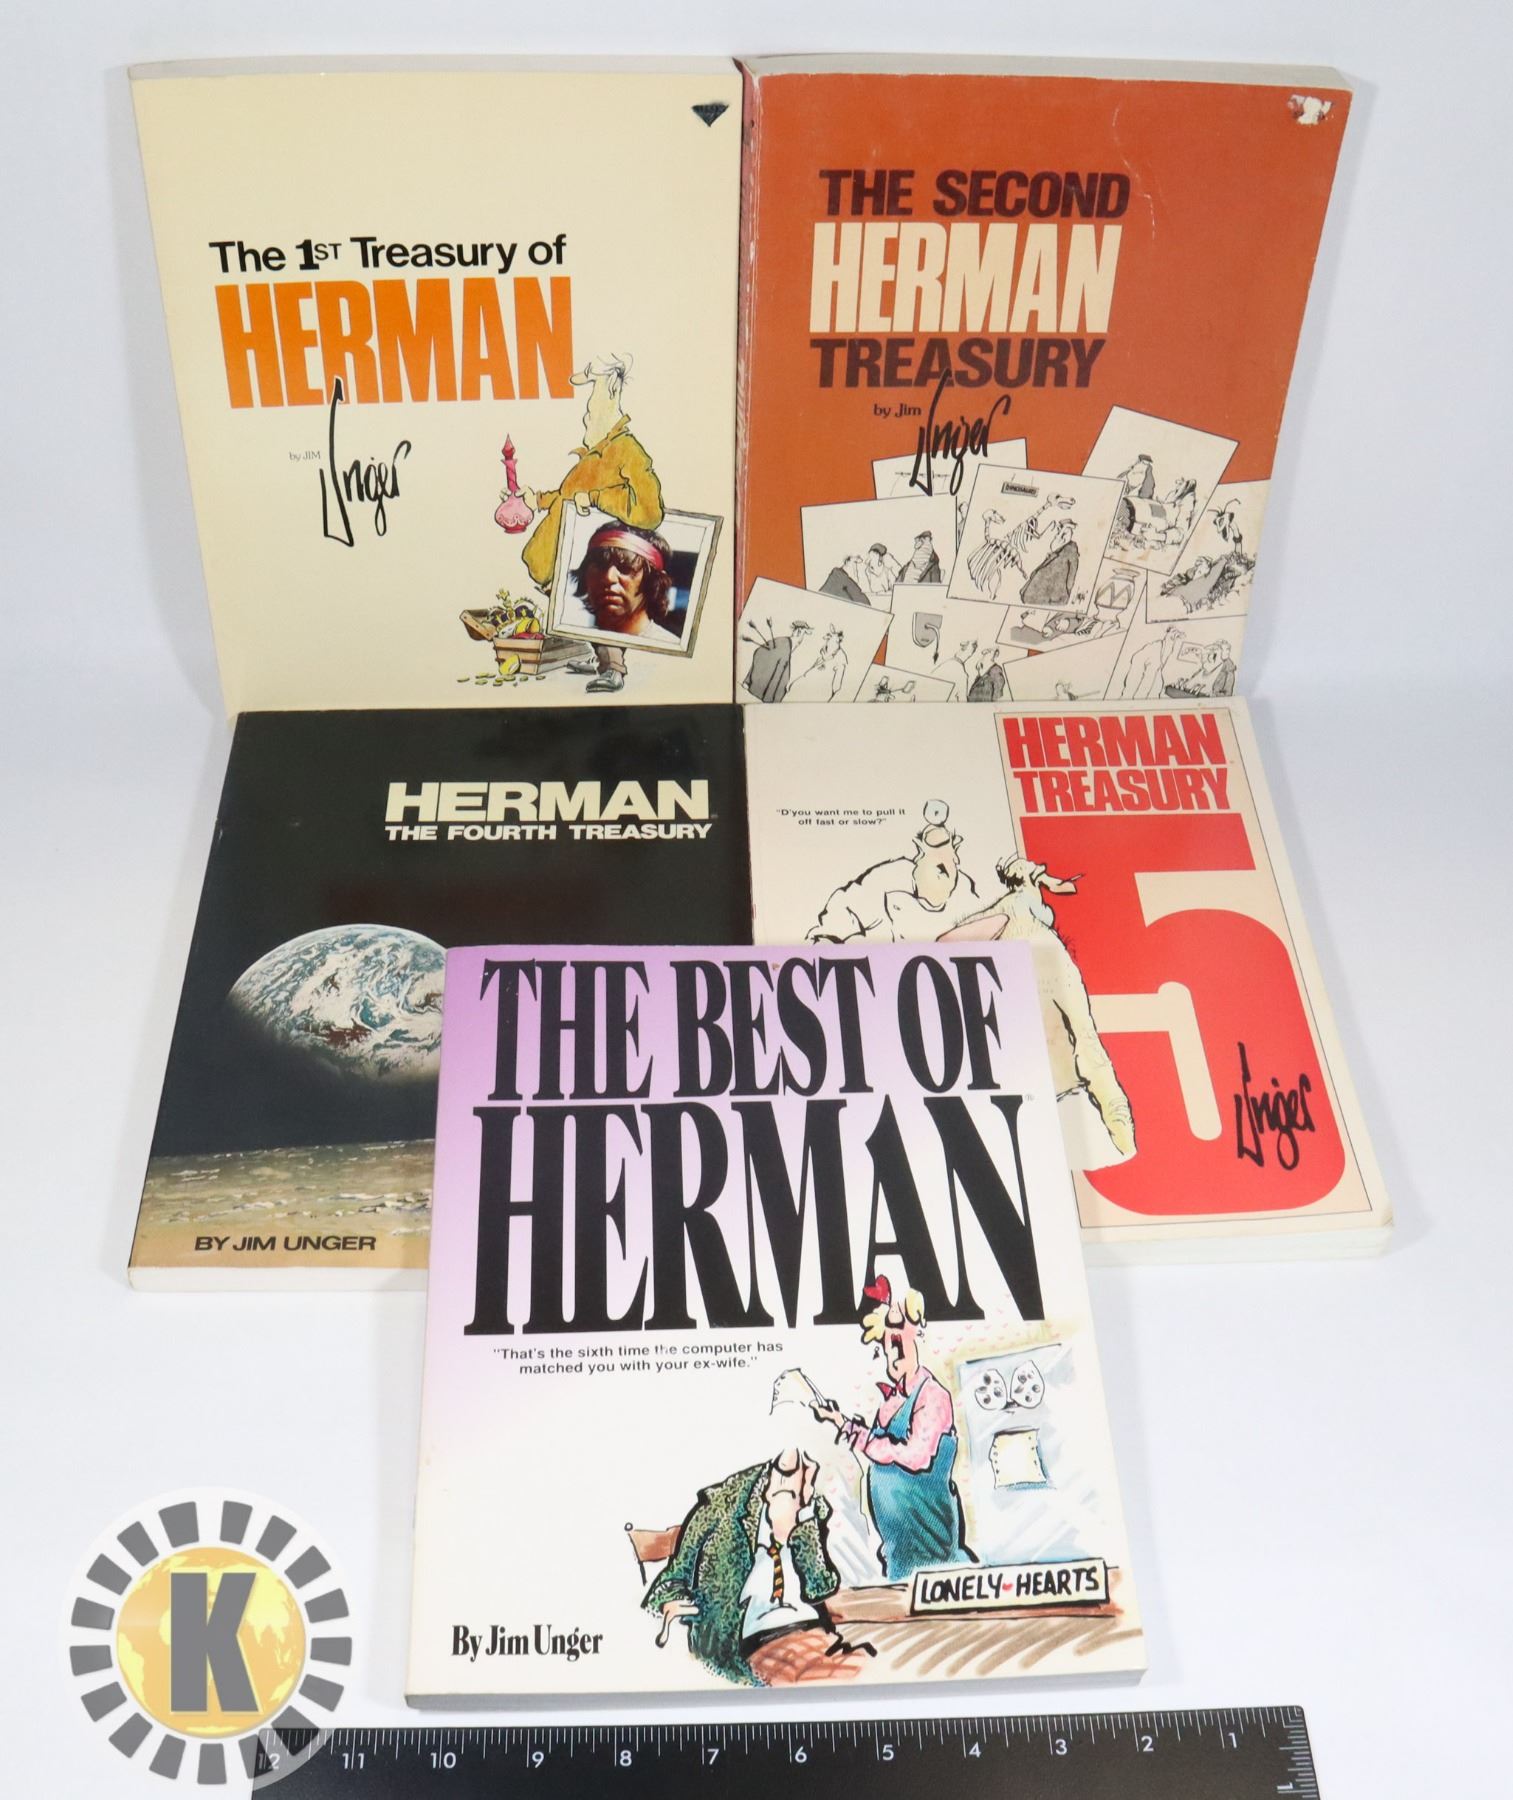 The 1ST Treasury of
HERMAN
by JIM Unger
THE SECOND
HERMAN
TREASURY
by Jim Unger
DINOSAURS
HERMAN
THE FOURTH TREASURY
BY JIM UNGER
HERMAN
TREASURY
5
"D'you want me to pull it
off fast or slow?"
Unger
THE BEST OF
HERMAN
"That's the sixth time the computer has
matched you with your ex-wife."
LONELY HEARTS
By Jim Unger
K
12 11 10 9 8 7 6 5 4 3 2 1